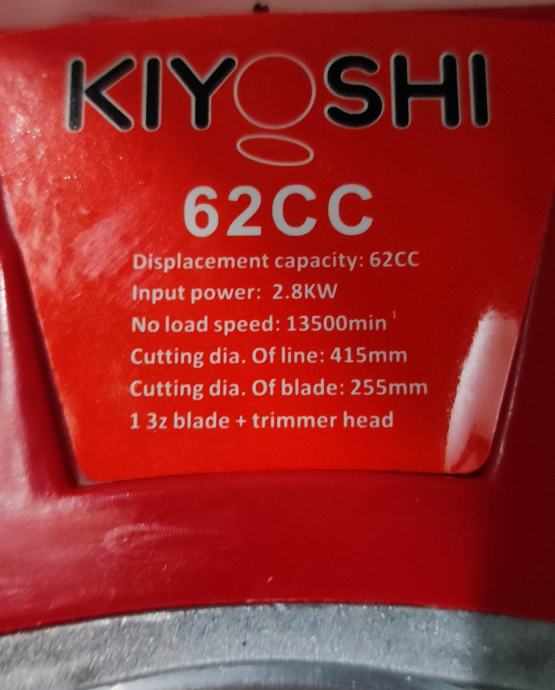 KIYOSHI
62CC
Displacement capacity: 62CC
Input power: 2.8KW
No load speed: 13500min¹
Cutting dia. Of line: 415mm
Cutting dia. Of blade: 255mm
1 3z blade + trimmer head